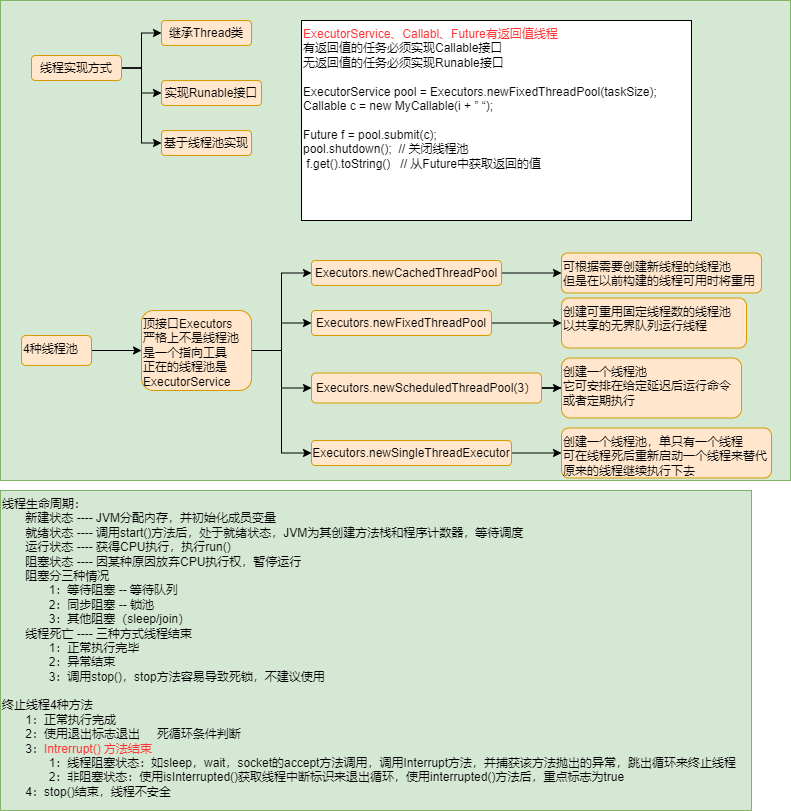 线程实现方式
继承Thread类
实现Runable接口
基于线程池实现
ExecutorService、Callabl、Future有返回值线程
有返回值的任务必须实现Callable接口
无返回值的任务必须实现Runable接口
ExecutorService pool = Executors.newFixedThreadPool(taskSize);
Callable c = new MyCallable(i + ” “);
Future f = pool.submit(c);
pool.shutdown();  // 关闭线程池
f.get().toString()   // 从Future中获取返回的值
4种线程池
顶接口Executors
严格上不是线程池
是一个指向工具
正在的线程池是
ExecutorService
Executors.newCachedThreadPool
可根据需要创建新线程的线程池
但是在以前构建的线程可用时将重用
Executors.newFixedThreadPool
创建可重用固定线程数的线程池
以共享的无界队列运行线程
Executors.newScheduledThreadPool(3）
创建一个线程池
它可安排在给定延迟后运行命令
或者定期执行
Executors.newSingleThreadExecutor
创建一个线程池，单只有一个线程
可在线程死后重新启动一个线程来替代
原来的线程继续执行下去
线程生命周期：
新建状态 ---- JVM分配内存，并初始化成员变量
就绪状态 ---- 调用start()方法后，处于就绪状态，JVM为其创建方法栈和程序计数器，等待调度
运行状态 ---- 获得CPU执行，执行run()
阻塞状态 ---- 因某种原因放弃CPU执行权，暂停运行
阻塞分三种情况
1：等待阻塞 -- 等待队列
2：同步阻塞 -- 锁池
3：其他阻塞（sleep/join）
线程死亡 ---- 三种方式线程结束
1：正常执行完毕
2：异常结束
3：调用stop()，stop方法容易导致死锁，不建议使用
终止线程4种方法
1：正常执行完成
2：使用退出标志退出     死循环条件判断
3：Intrerrupt() 方法结束
1：线程阻塞状态：如sleep，wait，socket的accept方法调用，调用Interrupt方法，并捕获该方法抛出的异常，跳出循环来终止线程
2：非阻塞状态：使用isInterrupted()获取线程中断标识来退出循环，使用interrupted()方法后，重点标志为true
4：stop()结束，线程不安全